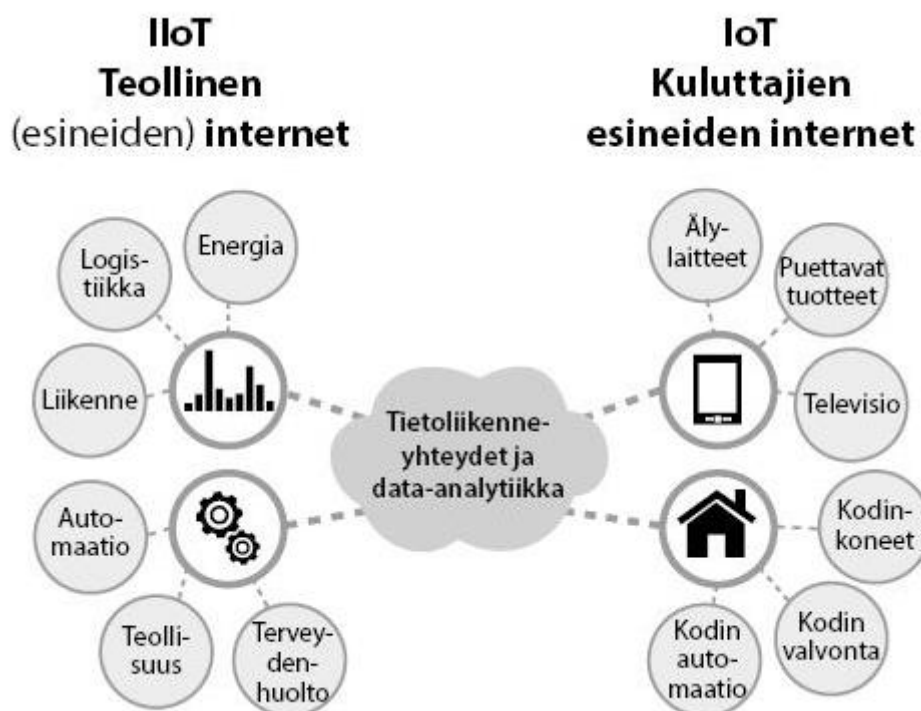 IIoT
Teollinen
(esineiden) internet
IoT
Kuluttajien
esineiden internet
Energia
Logis-
tiikka
Liikenne
Auto-
maatio
Teolli-
suus
Tervey-
den-
huolto
Tietoliikenne-
yhteydet ja
data-analytiikka
Äly-
laitteet
Puettavat
tuotteet
Televisio
Kodin-
koneet
Kodin
valvonta
Kodin
auto-
maatio